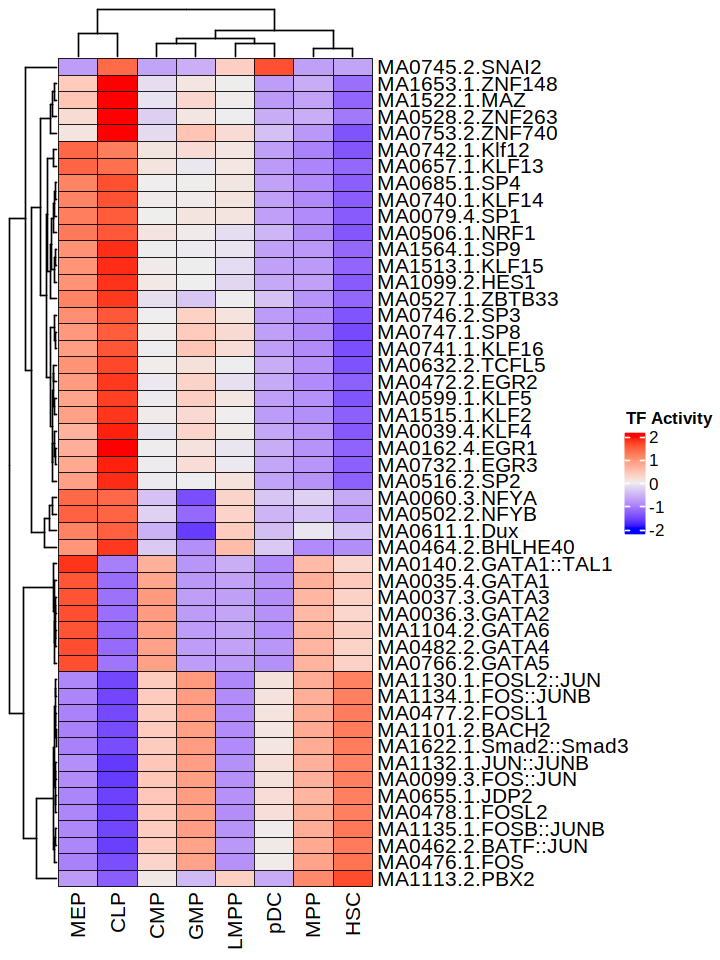 MA0745.2.SNAI2
MA1653.1.ZNF148
MA1522.1.MAZ
MA0528.2.ZNF263
MA0753.2.ZNF740
MA0742.1.Klf12
MA0657.1.KLF13
MA0685.1.SP4
MA0740.1.KLF14
MA0079.4.SP1
MA0506.1.NRF1
MA1564.1.SP9
MA1513.1.KLF15
MA1099.2.HES1
MA0527.1.ZBTB33
MA0746.2.SP3
MA0747.1.SP8
MA0741.1.KLF16
MA0632.2.TCFL5
MA0472.2.EGR2
MA0599.1.KLF5
MA1515.1.KLF2
MA0039.4.KLF4
MA0162.4.EGR1
MA0732.1.EGR3
MA0516.2.SP2
MA0060.3.NFYA
MA0502.2.NFYB
MA0611.1.Dux
MA0464.2.BHLHE40
MA0140.2.GATA1::TAL1
MA0035.4.GATA1
MA0037.3.GATA3
MA0036.3.GATA2
MA1104.2.GATA6
MA0482.2.GATA4
MA0766.2.GATA5
MA1130.1.FOSL2::JUN
MA1134.1.FOS::JUNB
MA0477.2.FOSL1
MA1101.2.BACH2
MA1622.1.Smad2::Smad3
MA1132.1.JUN::JUNB
MA0099.3.FOS::JUN
MA0655.1.JDP2
MA0478.1.FOSL2
MA1135.1.FOSB::JUNB
MA0462.2.BATF::JUN
MA0476.1.FOS
MA1113.2.PBX2
MEP CLP CMP GMP LMPP pDC MPP HSC
TF Activity
2
1
0
-1
-2